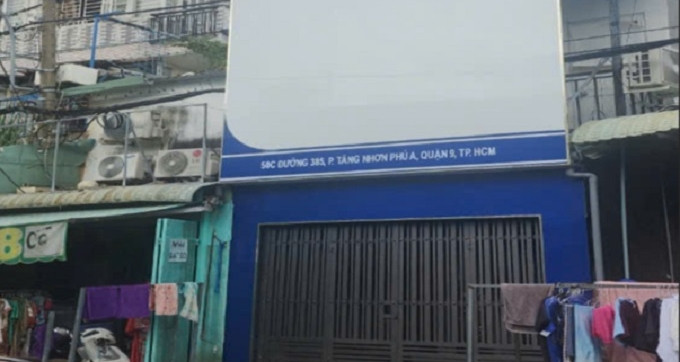 58C ĐƯỜNG 385, P. TĂNG NHƠN PHÚ A, QUẬN 9, TP. HCM